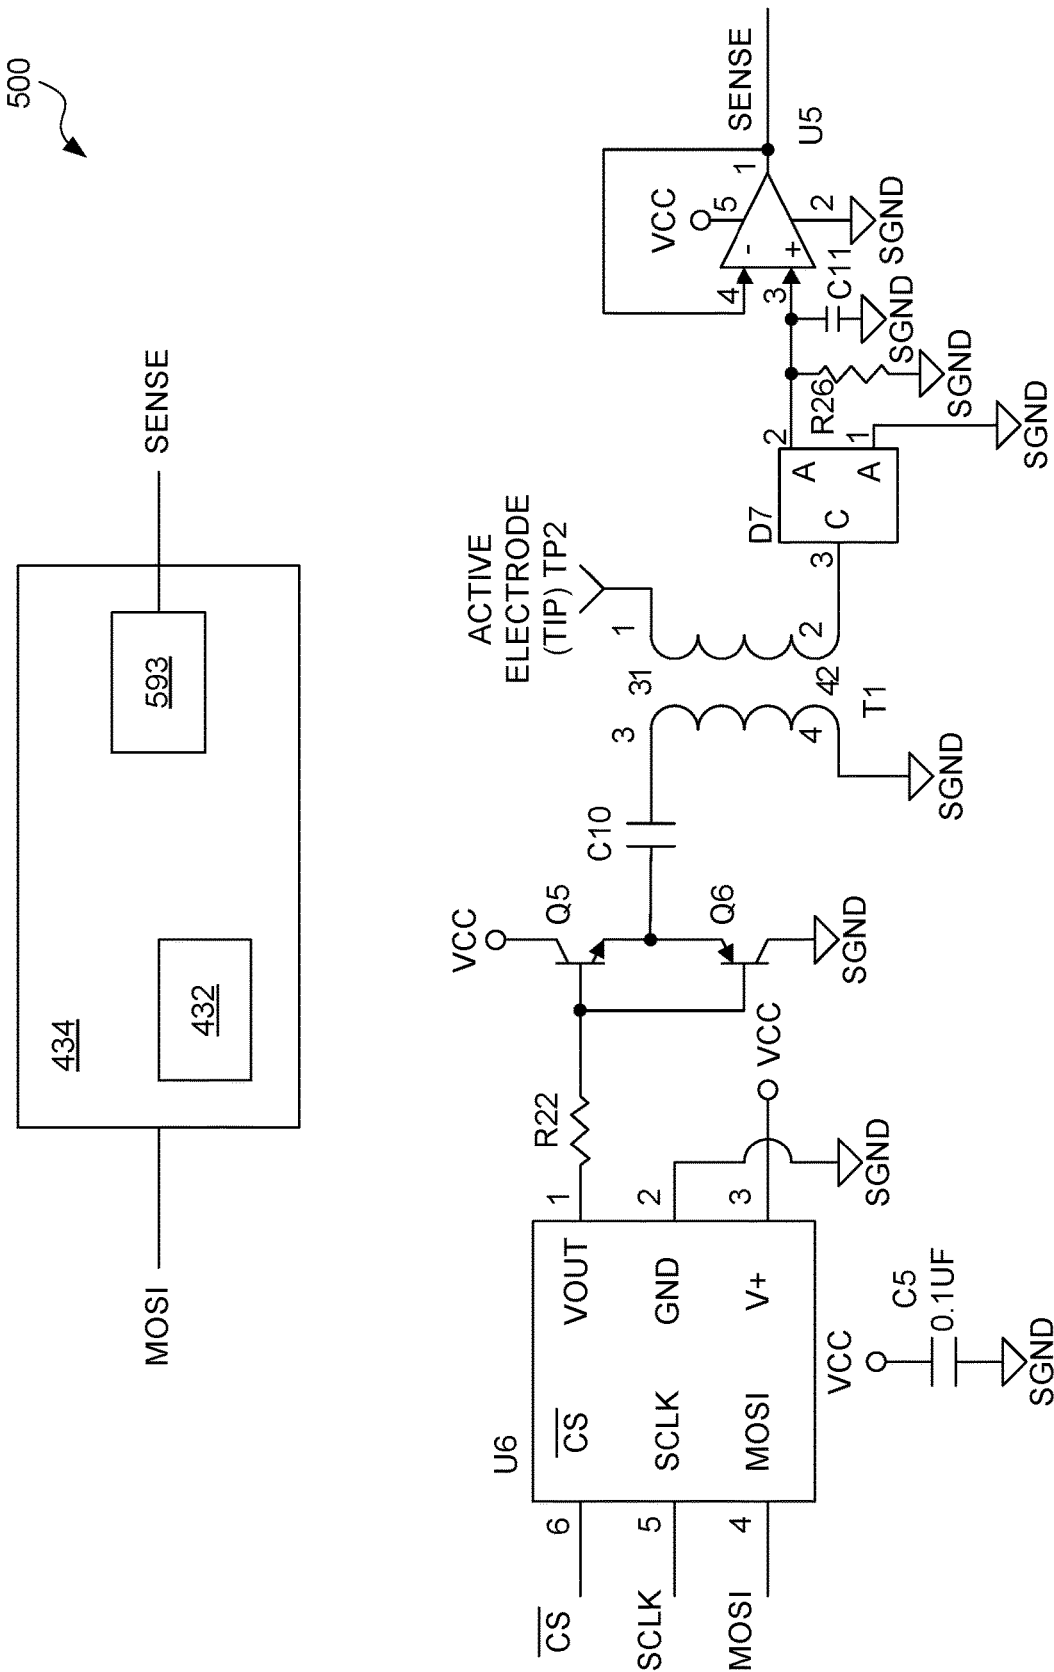 500
MOSI
434
432
593
SENSE
CS
SCLK
MOSI
6
5
4
U6
CS
SCLK
MOSI
VOUT
GND
V+
1
2
3
VCC
C5
0.1UF
SGND
R22
SGND
VCC
VCC
Q5
Q6
SGND
C10
3
4
SGND
31
42
T1
1
2
ACTIVE
ELECTRODE
(TIP) TP2
D7
3
C
A
A
2
1
SGND
R26
SGND
C11
SGND
4
3
-
+
VCC
5
2
SGND
1
U5
SENSE